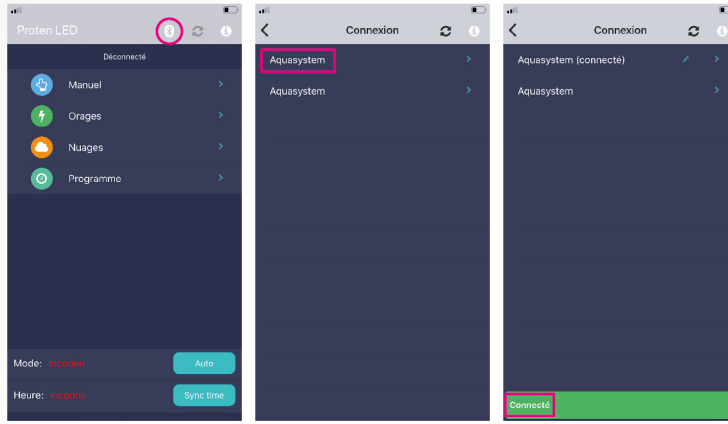 Proten LED
Déconnecté
Manuel
Orages
Nuages
Programme
Mode: Inconnu
Auto
Heure: Inconnu
Sync time
Connexion
Aquasystem
Aquasystem
Connexion
Aquasystem (connecté)
Aquasystem
Connecté